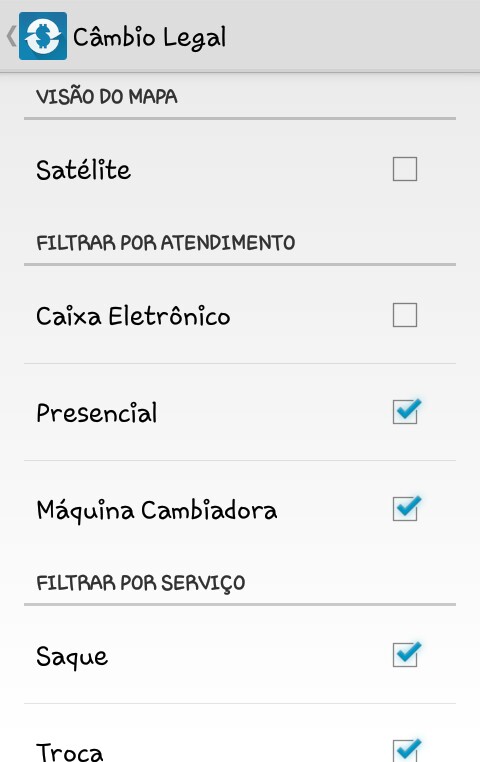 Câmbio Legal
VISÃO DO MAPA
Satélite
FILTRAR POR ATENDIMENTO
Caixa Eletrônico
Presencial
Máquina Cambiadora
FILTRAR POR SERVIÇO
Saque
Troca